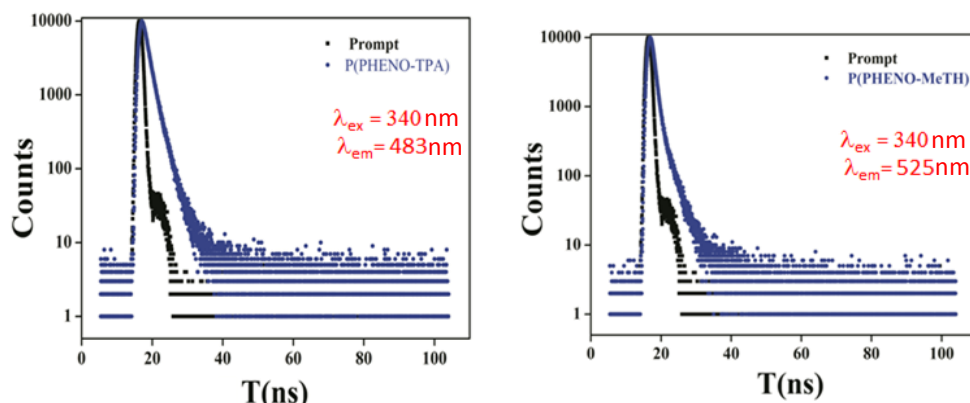 10000
1000
100
10
1
Counts
0
20
40
60
80
100
T(ns)
Prompt
P(PHENO-TPA)
λex = 340 nm
λem = 483nm
10000
1000
100
10
1
Counts
0
20
40
60
80
100
T(ns)
Prompt
P(PHENO-MeTH)
λex = 340 nm
λem = 525nm